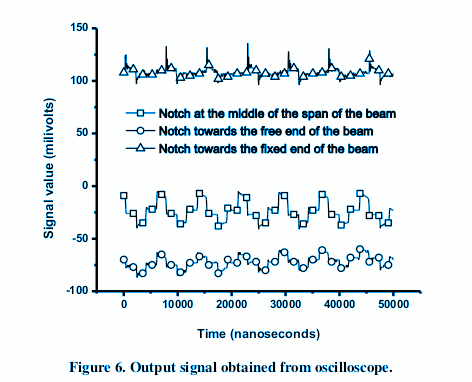 150
100
50
0
-50
-100
Signal value (milivolts)
Notch at the middle of the span of the beam
Notch towards the free end of the beam
Notch towards the fixed end of the beam
0 10000 20000 30000 40000 50000
Time (nanoseconds)
Figure 6. Output signal obtained from oscilloscope.